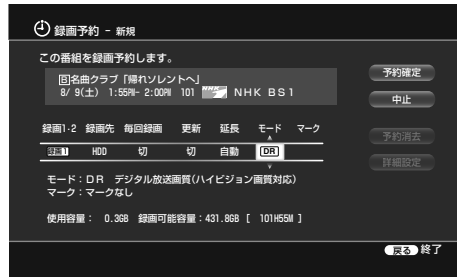 録画予約 - 新規
この番組を録画予約します。
予約確定
圓名曲クラブ「帰れソレントへ」
8/ 9(土) 1:55PM- 2:00PM 101 NHK BS1
中止
録画1·2 録画先 毎回録画 更新 延長 モード マーク
予約消去
録画1 HDD 切 切 自動 DR
詳細設定
モード：DR デジタル放送画質(ハイビジョン画質対応)
マーク：マークなし
使用容量： 0.3GB 録画可能容量：431.8GB [ 101H55M ]
戻る 終了